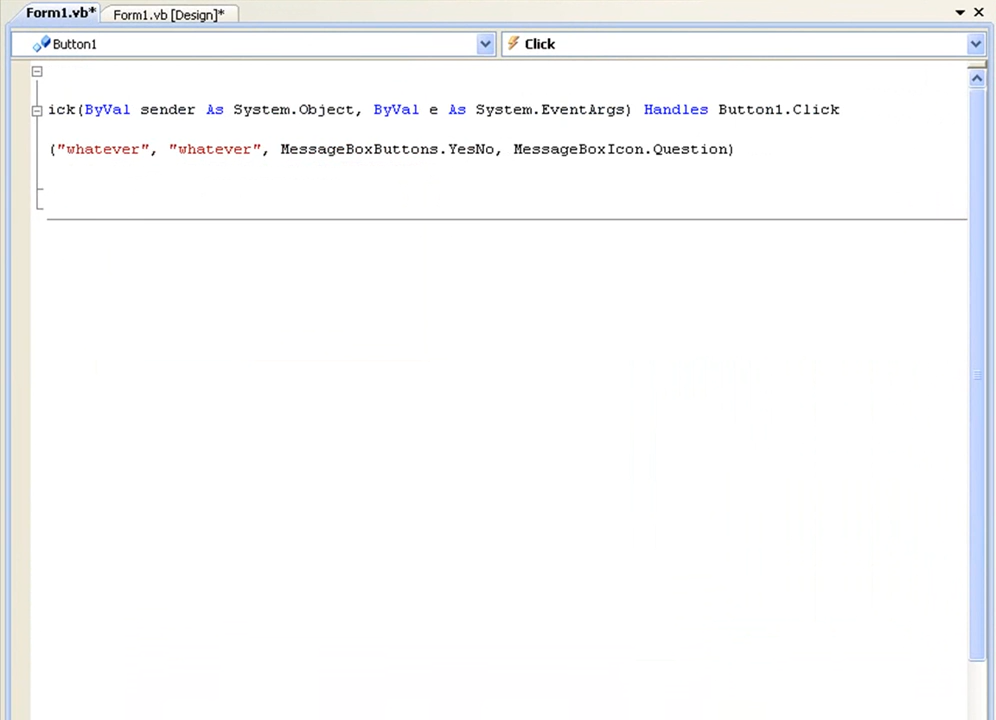 Form1.vb* Form1.vb [Design]*
Button1 Click
ick(ByVal sender As System.Object, ByVal e As System.EventArgs) Handles Button1.Click
("whatever", "whatever", MessageBoxButtons.YesNo, MessageBoxIcon.Question)